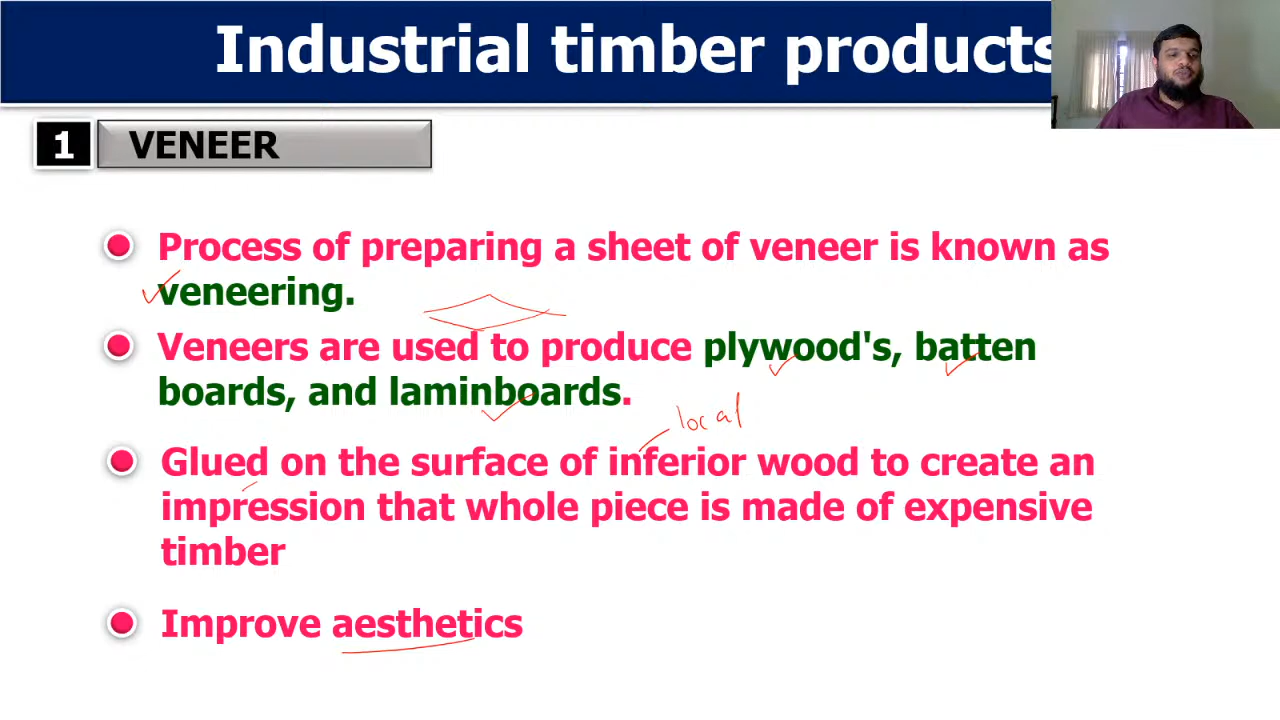 Industrial timber products
1 VENEER
Process of preparing a sheet of veneer is known as
veneering.
Veneers are used to produce plywood's, batten
boards, and laminboards.
local
Glued on the surface of inferior wood to create an
impression that whole piece is made of expensive
timber
Improve aesthetics